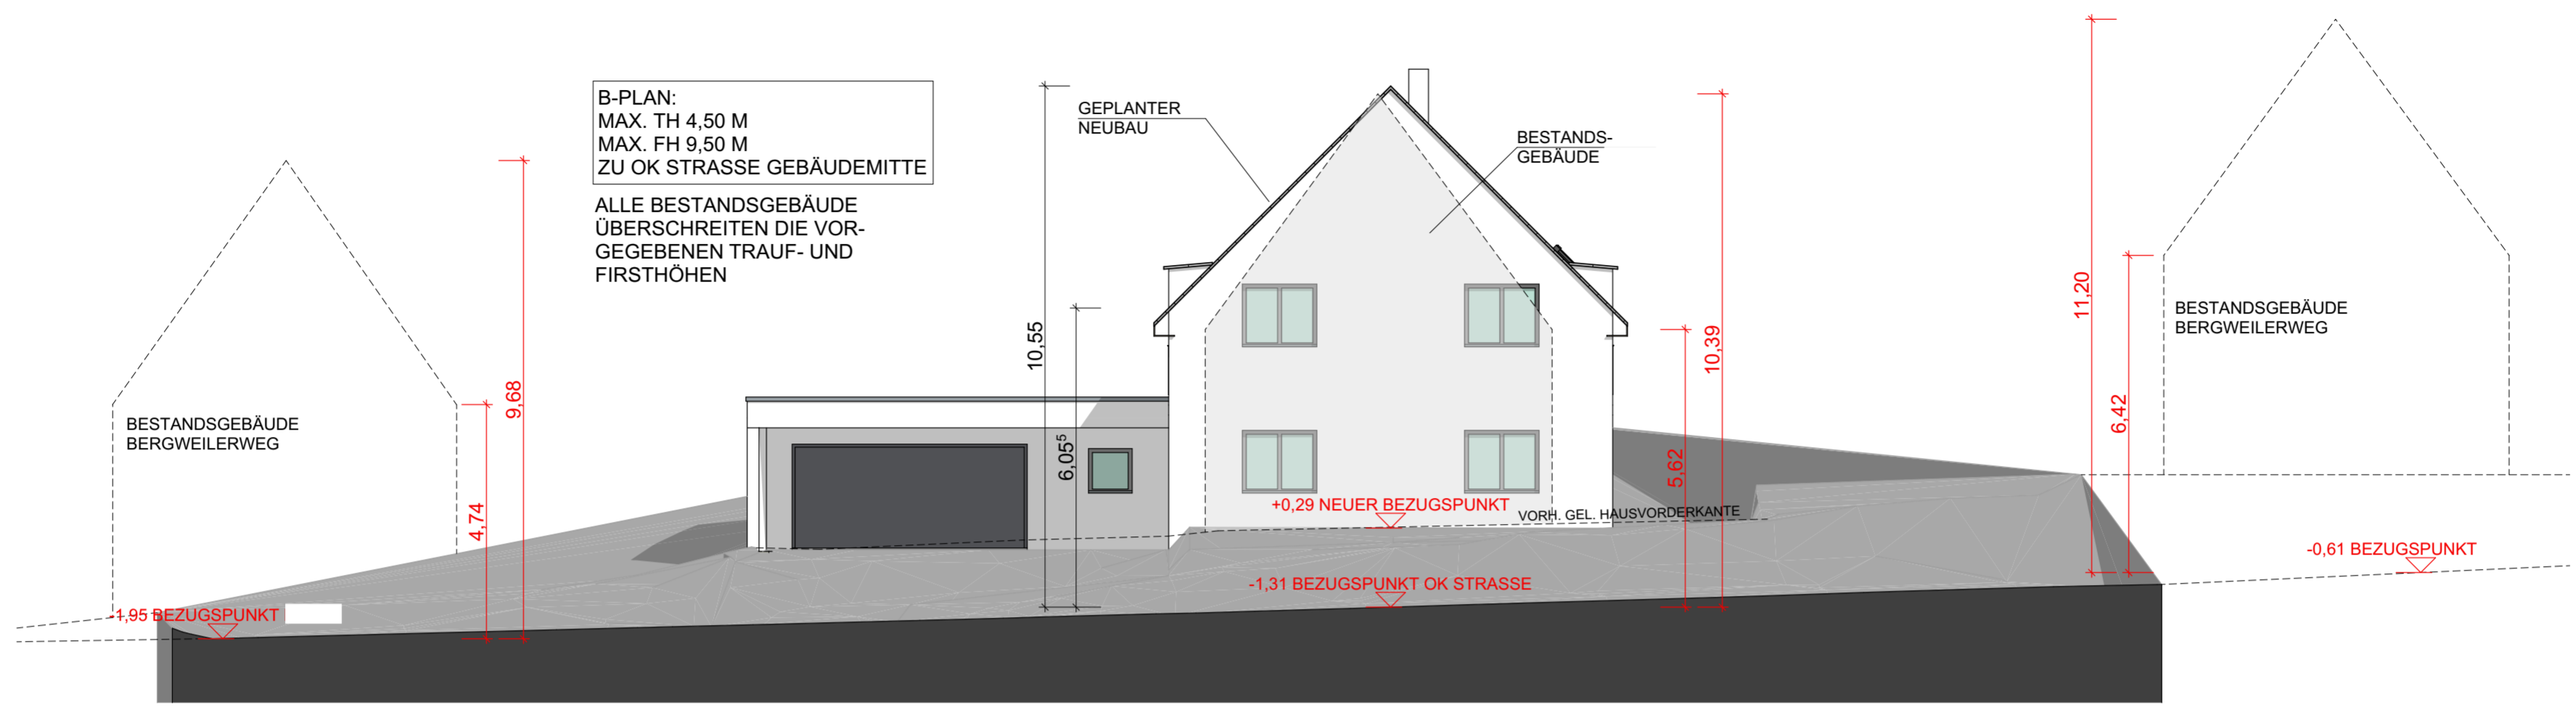 B-PLAN:
MAX. TH 4,50 M
MAX. FH 9,50 M
ZU OK STRASSE GEBÄUDEMITTE
ALLE BESTANDSGEBÄUDE
ÜBERSCHREITEN DIE VOR-
GEGEBENEN TRAUF- UND
FIRSTHÖHEN
BESTANDSGEBÄUDE
BERGWEILERWEG
4,74
9,68
-1,95 BEZUGSPUNKT
10,55
6,05⁵
GEPLANTER
NEUBAU
BESTANDS-
GEBÄUDE
+0,29 NEUER BEZUGSPUNKT
VORH. GEL. HAUSVORDERKANTE
-1,31 BEZUGSPUNKT OK STRASSE
5,62
10,39
11,20
6,42
BESTANDSGEBÄUDE
BERGWEILERWEG
-0,61 BEZUGSPUNKT